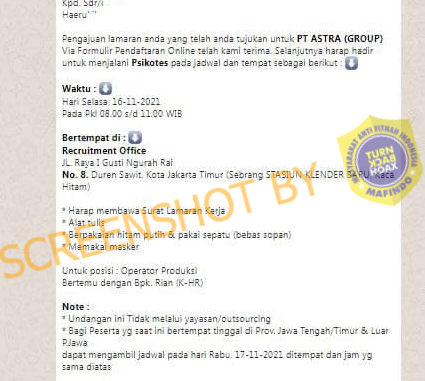 Kpd. Sdr/i
Haeru
Pengajuan lamaran anda yang telah anda tujukan untuk PT ASTRA (GROUP)
Via Formulir Pendaftaran Online telah kami terima. Selanjutnya harap hadir
untuk menjalani Psikotes pada jadwal dan tempat sebagai berikut :
Waktu :
Hari Selasa, 16-11-2021
Pada Pkl 08.00 s/d 11.00 WIB
Bertempat di :
Recruitment Office
JL. Raya I Gusti Ngurah Rai
No. 8. Duren Sawit, Kota Jakarta Timur (Sebrang STASIUN KLENDER BARU Kaca
Hitam)
* Harap membawa Surat Lamaran Kerja
* Alat tulis
* Berpakaian hitam putih & pakai sepatu (bebas sopan)
* Memakai masker
Untuk posisi : Operator Produksi
Bertemu dengan Bpk. Rian (K-HR)
Note :
* Undangan ini Tidak melalui yayasan/outsourcing
* Bagi Peserta yg saat ini bertempat tinggal di Prov. Jawa Tengah/Timur & Luar
P.Jawa
dapat mengambil jadwal pada hari Rabu, 17-11-2021 ditempat dan jam yg
sama diatas
SCREENSHOT BY
MASYARAKAT ANTI FITNAH INDONESIA
TURN
BACK
HOAX
MAFINDO